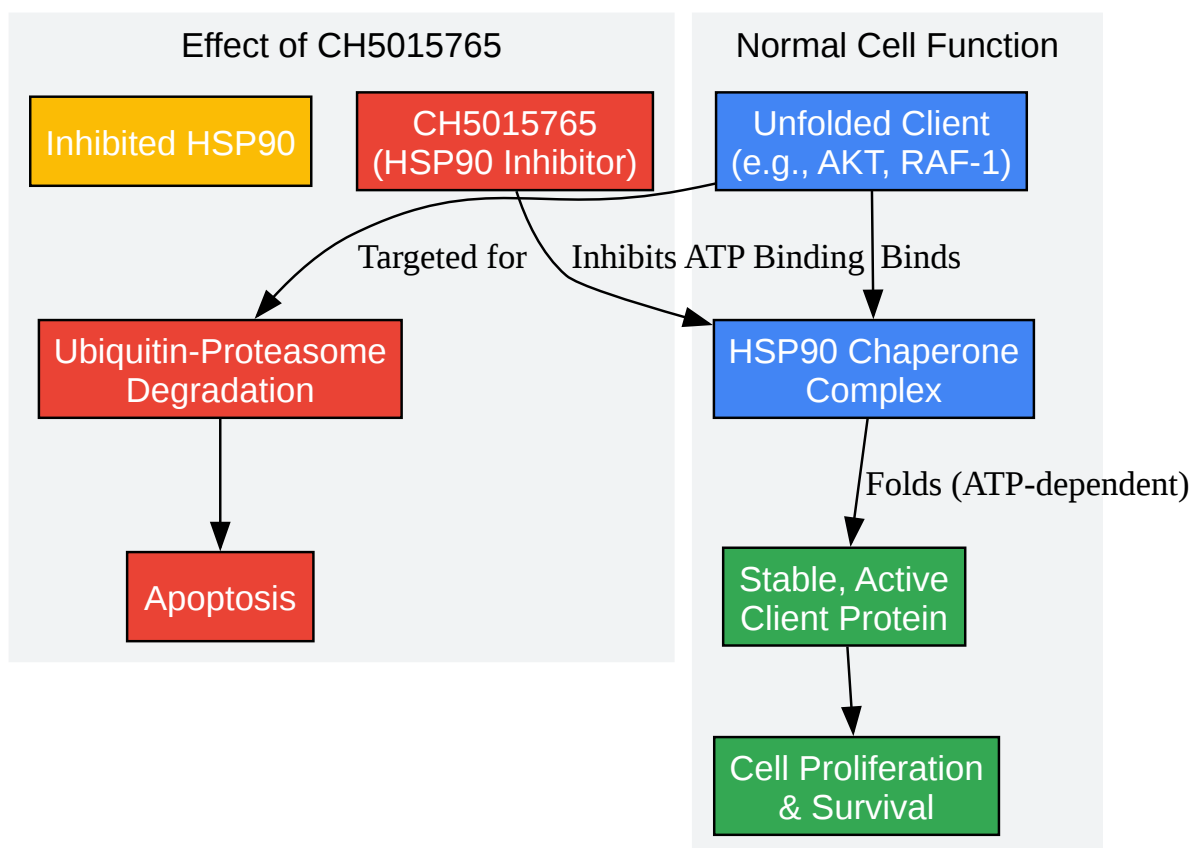 Effect of CH5015765
Normal Cell Function
Inhibited HSP90
CH5015765
(HSP90 Inhibitor)
Unfolded Client
(e.g., AKT, RAF-1)
Targeted for
Inhibits ATP Binding
Binds
Ubiquitin-Proteasome
Degradation
HSP90 Chaperone
Complex
Folds (ATP-dependent)
Apoptosis
Stable, Active
Client Protein
Cell Proliferation
& Survival